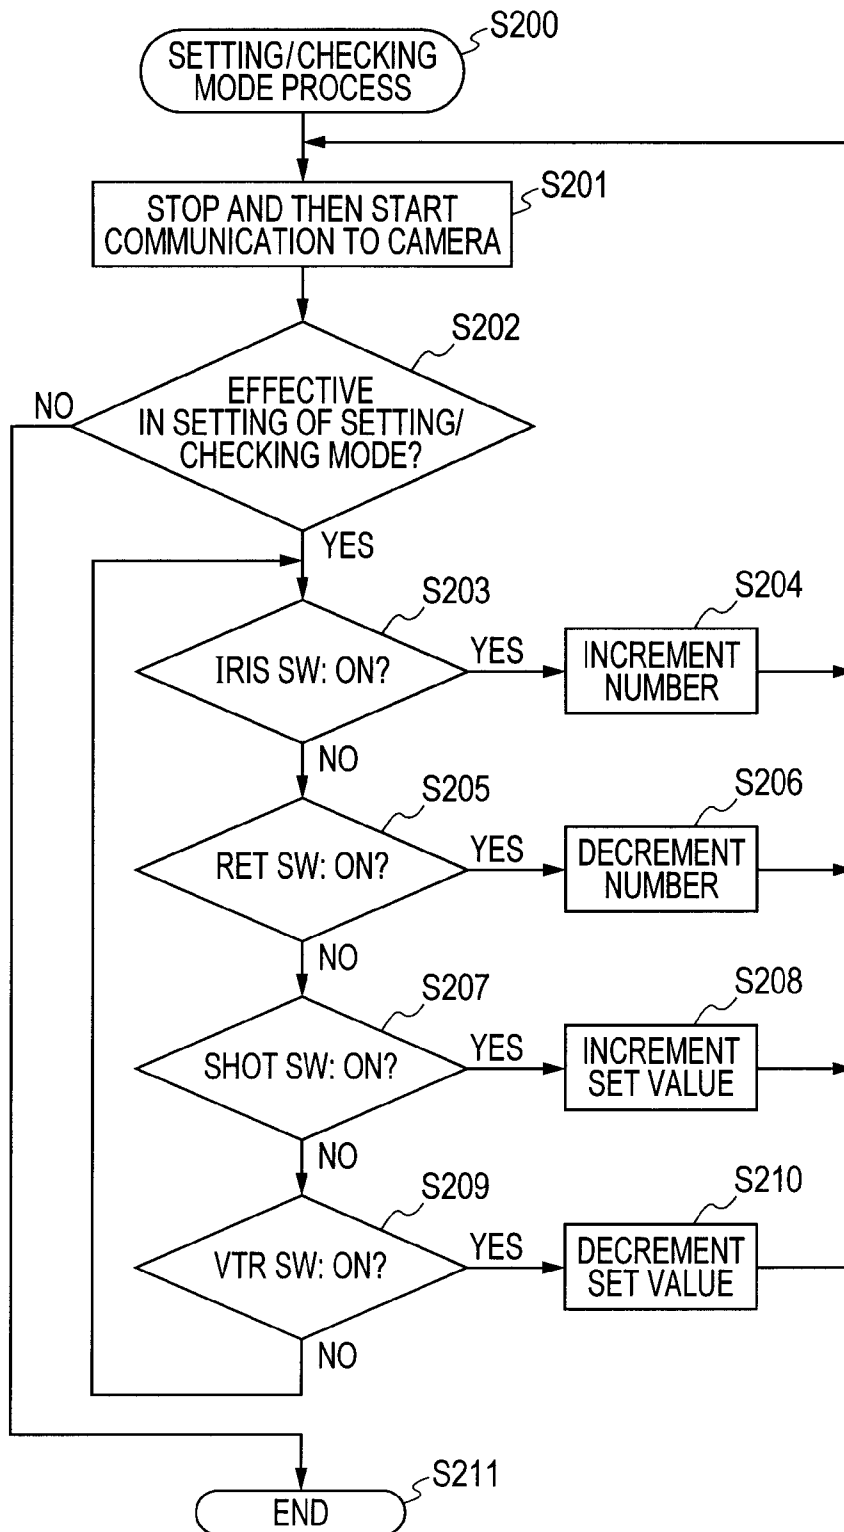 S200
SETTING/CHECKING
MODE PROCESS
S201
STOP AND THEN START
COMMUNICATION TO CAMERA
S202
NO
EFFECTIVE
IN SETTING OF SETTING/
CHECKING MODE?
YES
S203
IRIS SW: ON?
YES
S204
INCREMENT
NUMBER
NO
S205
RET SW: ON?
YES
S206
DECREMENT
NUMBER
NO
S207
SHOT SW: ON?
YES
S208
INCREMENT
SET VALUE
NO
S209
VTR SW: ON?
YES
S210
DECREMENT
SET VALUE
NO
S211
END